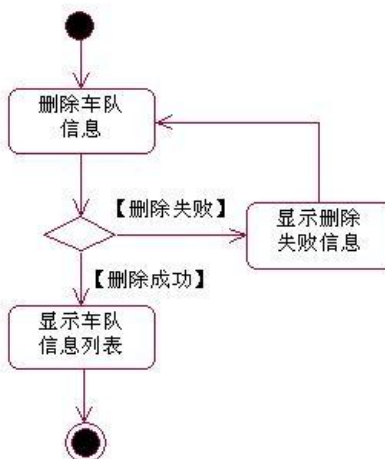 删除车队
信息
【删除失败】
显示删除
失败信息
【删除成功】
显示车队
信息列表